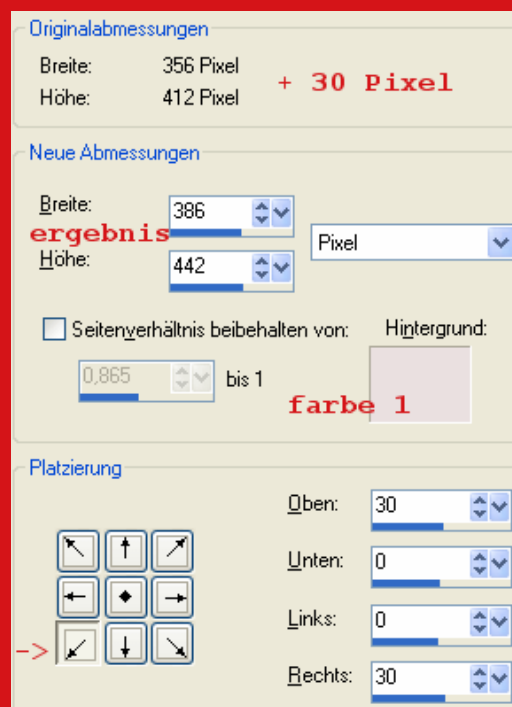 Originalabmessungen
Breite: 356 Pixel
+ 30 Pixel
Höhe: 412 Pixel
Neue Abmessungen
Breite: 386
ergebnis
Pixel
Höhe: 442
Seitenverhältnis beibehalten von: Hintergrund:
0,865 bis 1
farbe 1
Platzierung
Oben: 30
Unten: 0
Links: 0
->
Rechts: 30